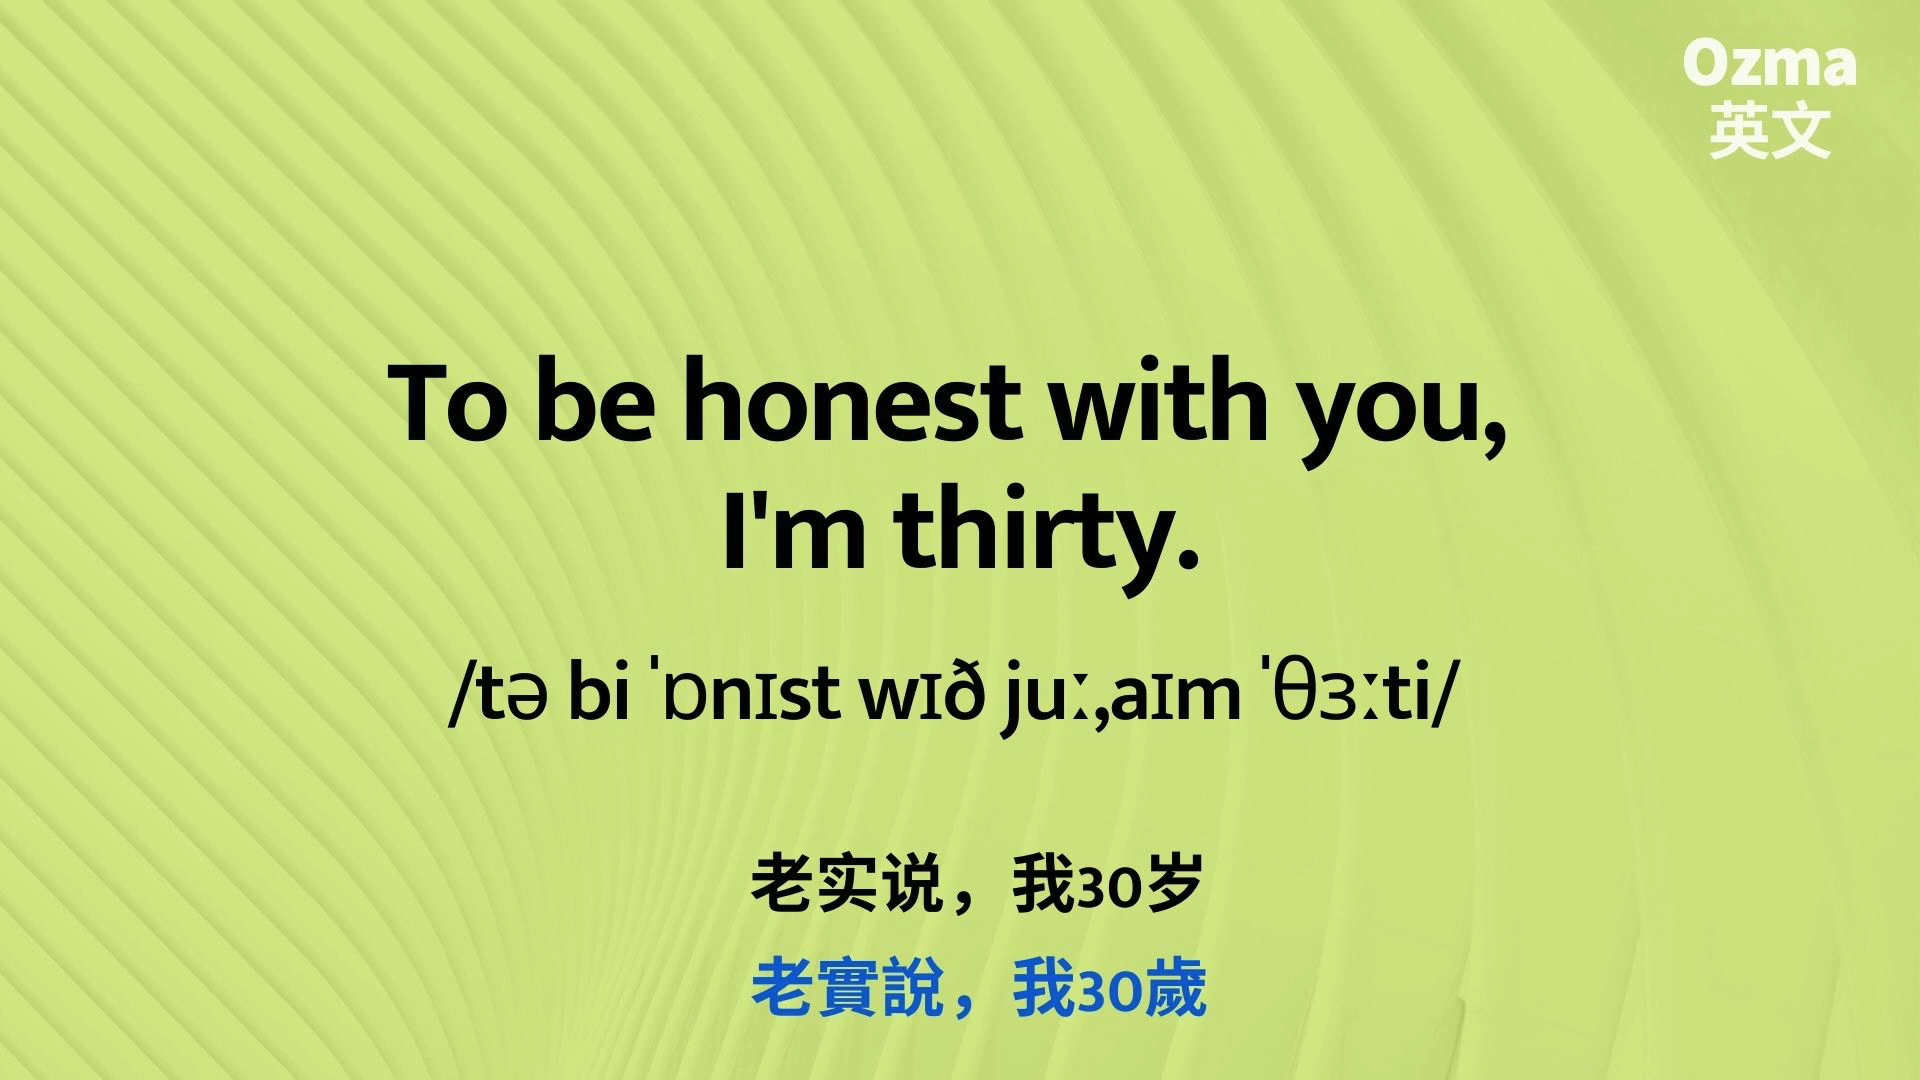 Ozma
英文
To be honest with you,
I'm thirty.
/tə bi ˈɒnɪst wɪð juː,aɪm ˈθɜːti/
老实说，我30岁
老實說，我30歲